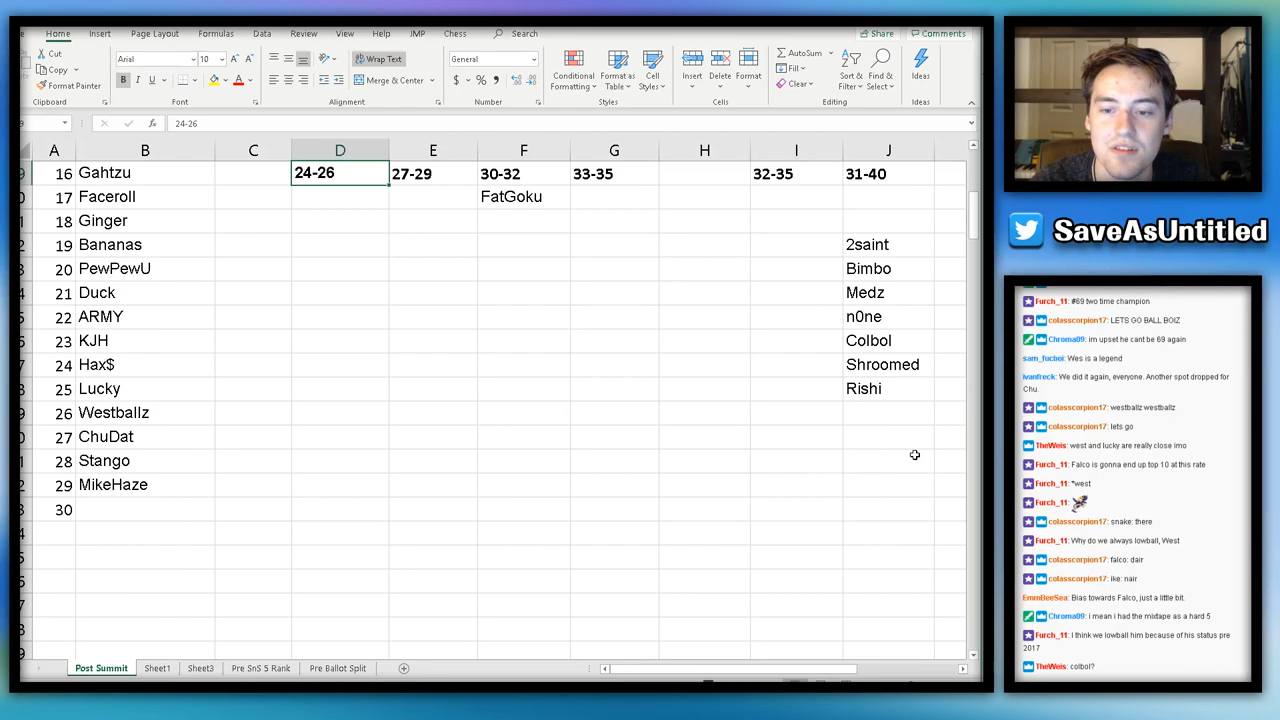 Home Insert Page Layout Formulas Data Review View Help JMP Chess Search Share Comments
Cut
Copy
Format Painter
Clipboard
Arial 10 A A
B I U A
Font
Wrap Text
Merge & Center
Alignment
General
$ % 9
Number
Conditional Formatting
Format as Table
Cell Styles
Styles
Insert Delete Format
Cells
AutoSum
Fill
Clear
Sort & Filter
Find & Select
Editing
Ideas
Ideas
fx 24-26
A B C D E F G H I J
16 Gahtzu 24-26 27-29 30-32 33-35 32-35 31-40
17 Faceroll FatGoku
18 Ginger
19 Bananas 2saint
20 PewPewU Bimbo
21 Duck Medz
22 ARMY n0ne
23 KJH Colbol
24 Hax$ Shroomed
25 Lucky Rishi
26 Westballz
27 ChuDat
28 Stango
29 MikeHaze
30
Post Summit Sheet1 Sheet3 Pre SnS 5 Rank Pre Ballot Split
SaveAsUntitled
Furch_11: #69 two time champion
colasscorpion17: LETS GO BALL BOIZ
Chroma09: im upset he cant be 69 again
sam_fucboi: Wes is a legend
ivanfreck: We did it again, everyone. Another spot dropped for
Chu.
colasscorpion17: westballz westballz
colasscorpion17: lets go
TheWeis: west and lucky are really close imo
Furch_11: Falco is gonna end up top 10 at this rate
Furch_11: *west
Furch_11:
colasscorpion17: snake: there
Furch_11: Why do we always lowball, West
colasscorpion17: falco: dair
colasscorpion17: ike: nair
EmmBeeSea: Bias towards Falco, just a little bit.
Chroma09: i mean i had the mixtape as a hard 5
Furch_11: I think we lowball him because of his status pre
2017
TheWeis: colbol?